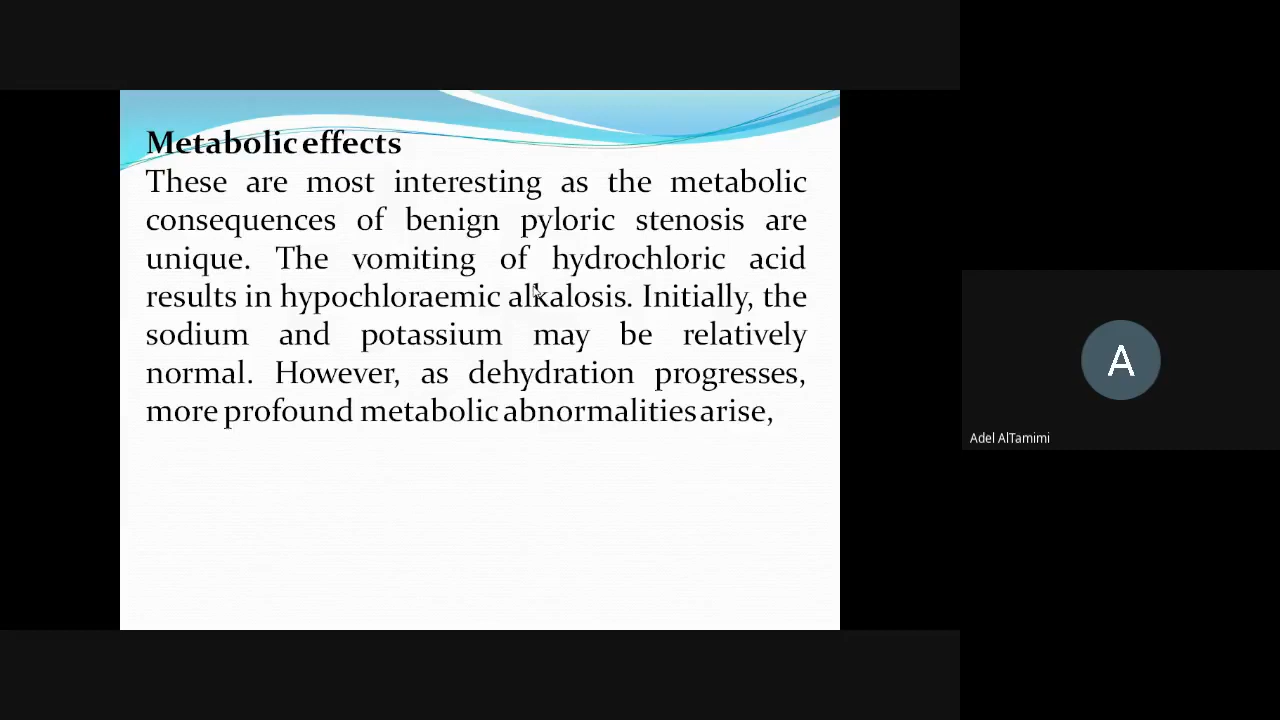 Metabolic effects
These are most interesting as the metabolic
consequences of benign pyloric stenosis are
unique. The vomiting of hydrochloric acid
results in hypochloraemic alkalosis. Initially, the
sodium and potassium may be relatively
normal. However, as dehydration progresses,
more profound metabolic abnormalities arise,
A
Adel AlTamimi